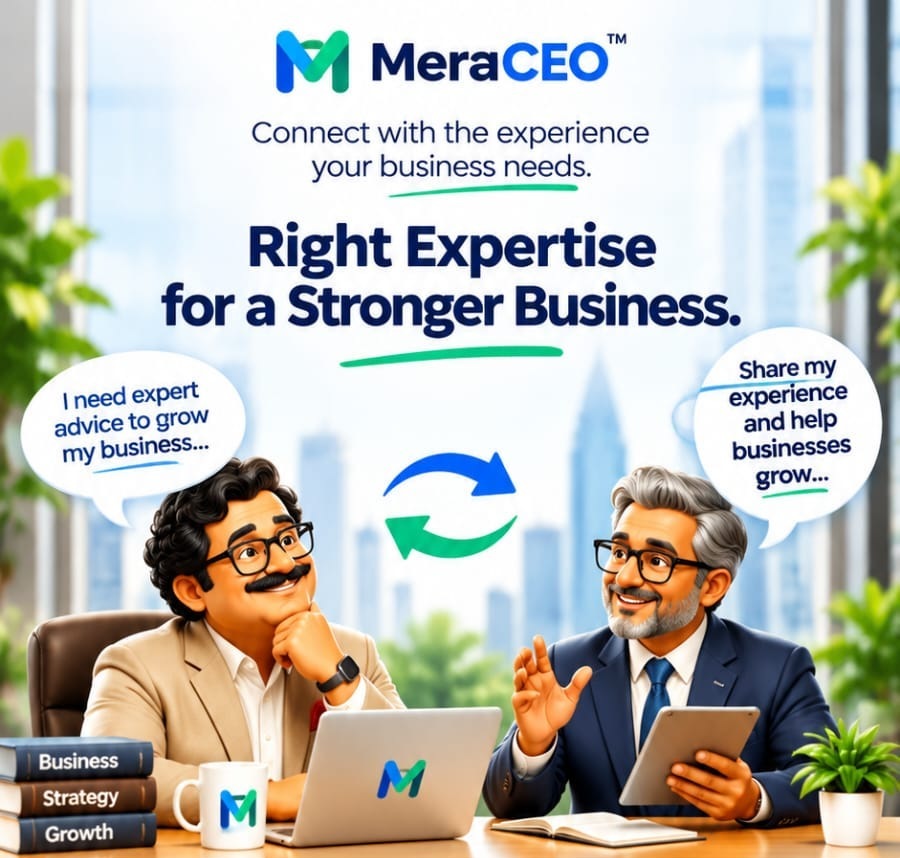 MeraCEO™
Connect with the experience
your business needs.
Right Expertise
for a Stronger Business.
I need expert
advice to grow
my business...
Share my
experience
and help
businesses
grow...
Business
Strategy
Growth